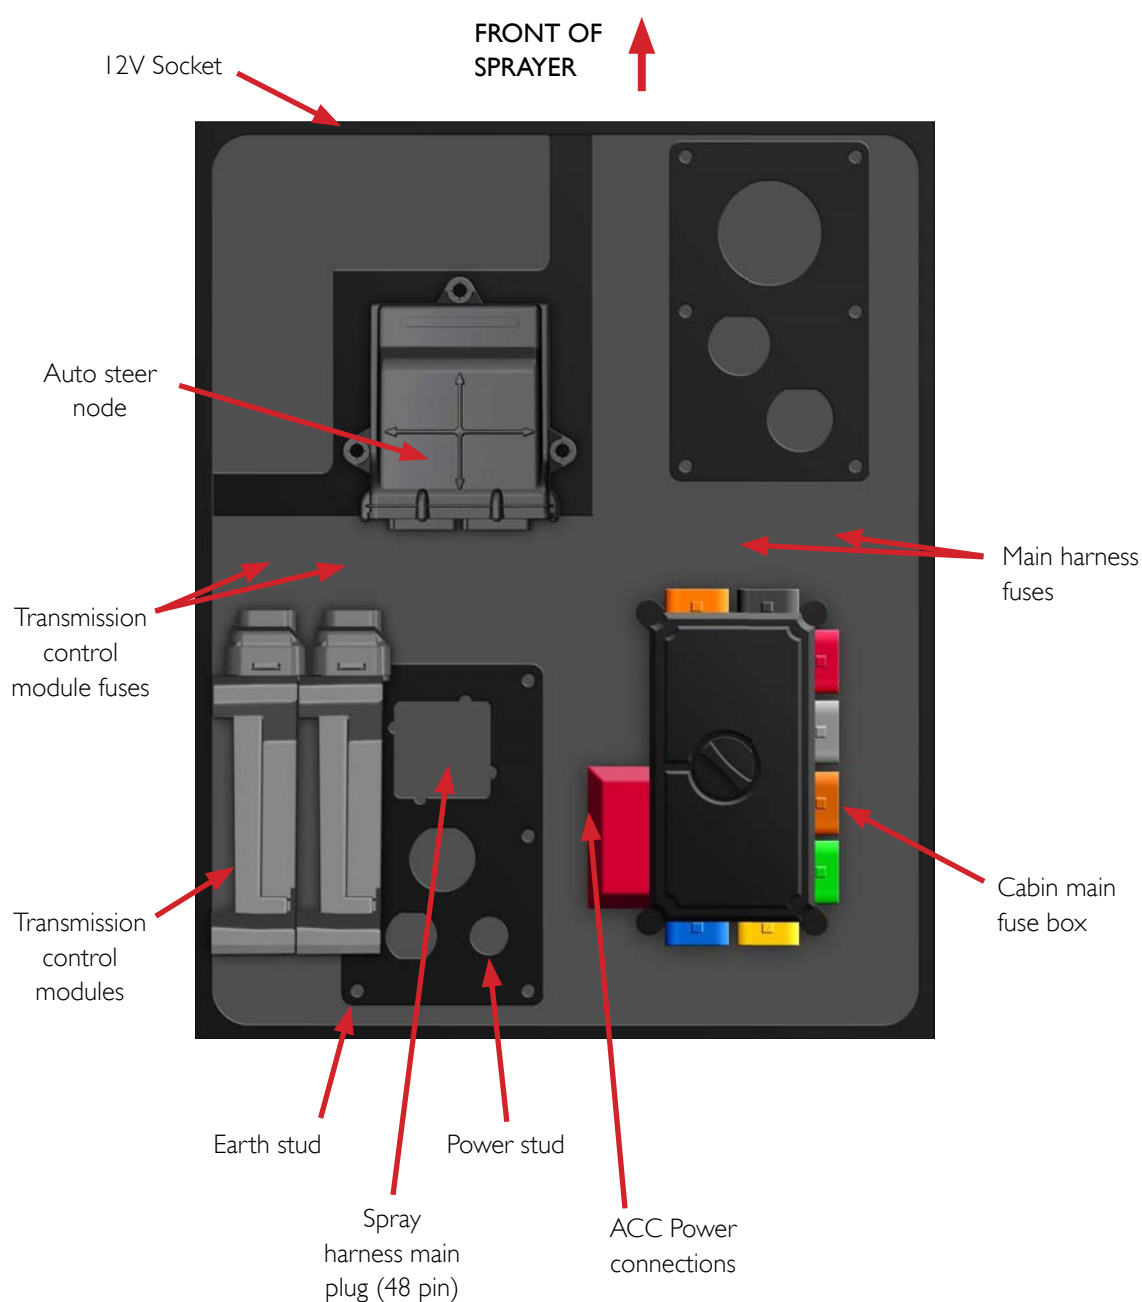 FRONT OF
SPRAYER
12V Socket
Auto steer
node
Main harness
fuses
Transmission
control
module fuses
Cabin main
fuse box
Transmission
control
modules
Earth stud
Power stud
Spray
harness main
plug (48 pin)
ACC Power
connections